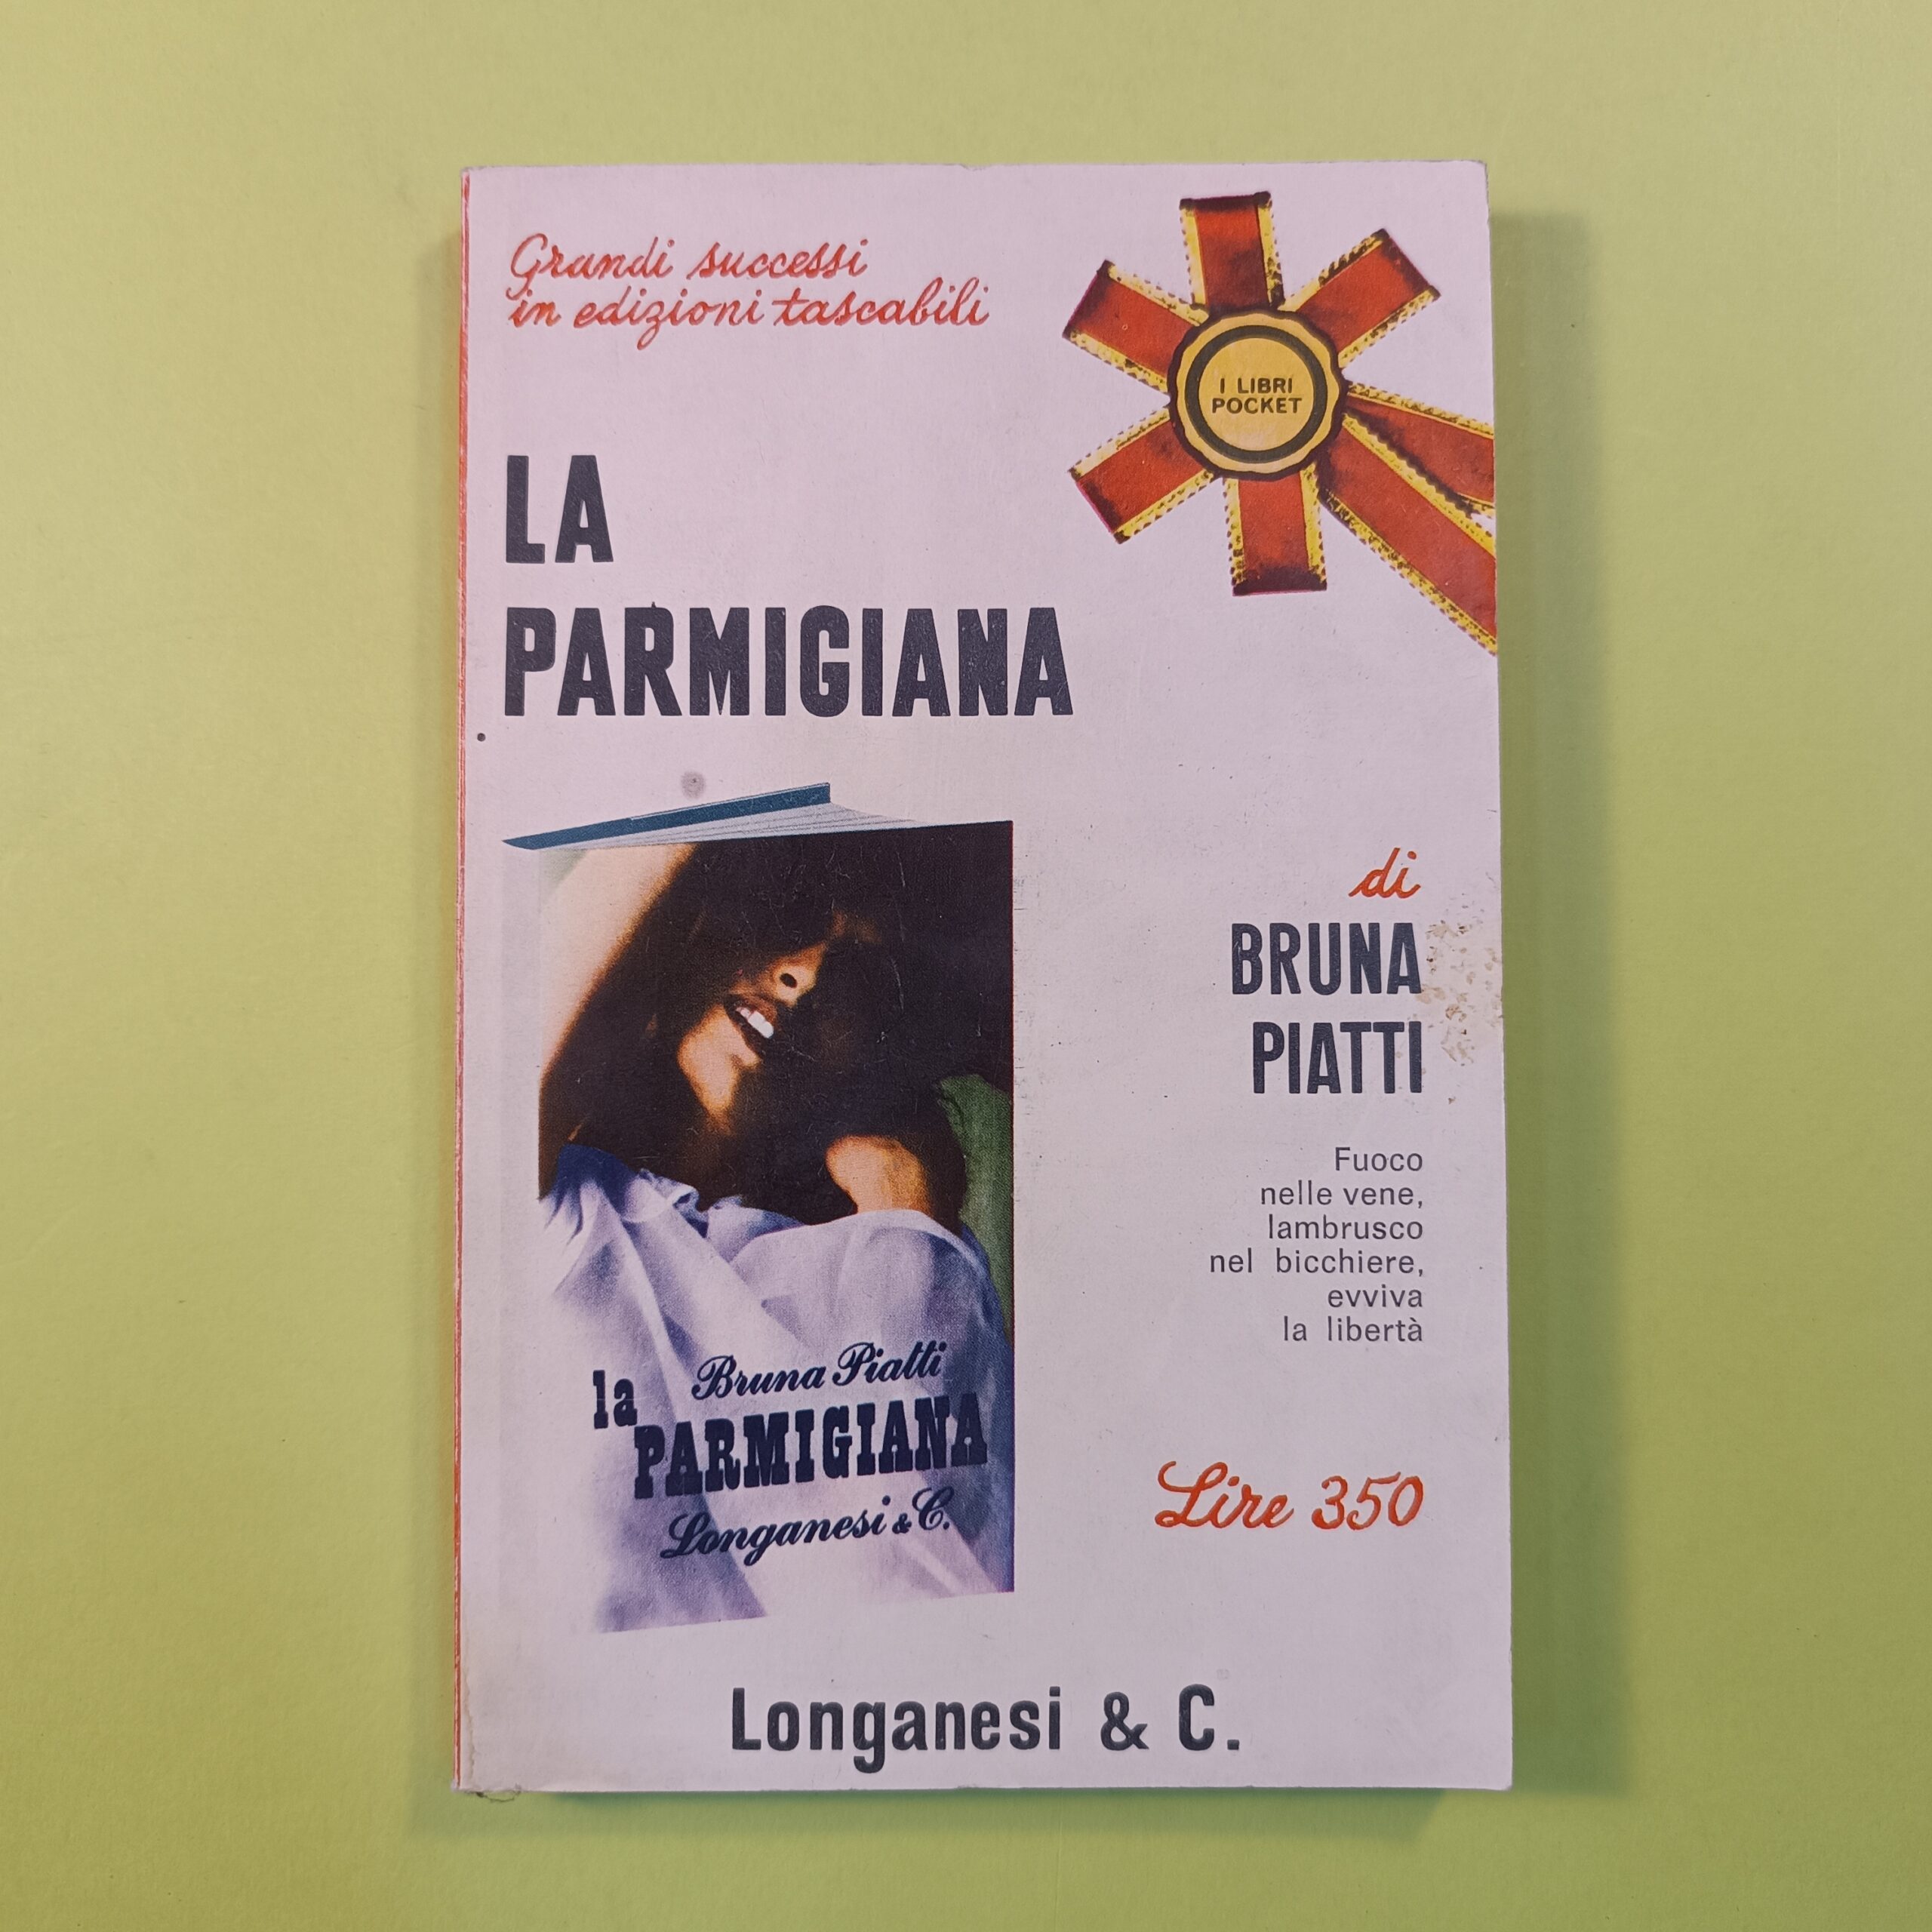 Grandi successi
in edizioni tascabili
I LIBRI
POCKET
LA
PARMIGIANA
di
BRUNA
PIATTI
Fuoco
nelle vene,
lambrusco
nel bicchiere,
evviva
la libertà
Bruna Piatti
la
PARMIGIANA
Longanesi & C.
Lire 350
Longanesi & C.